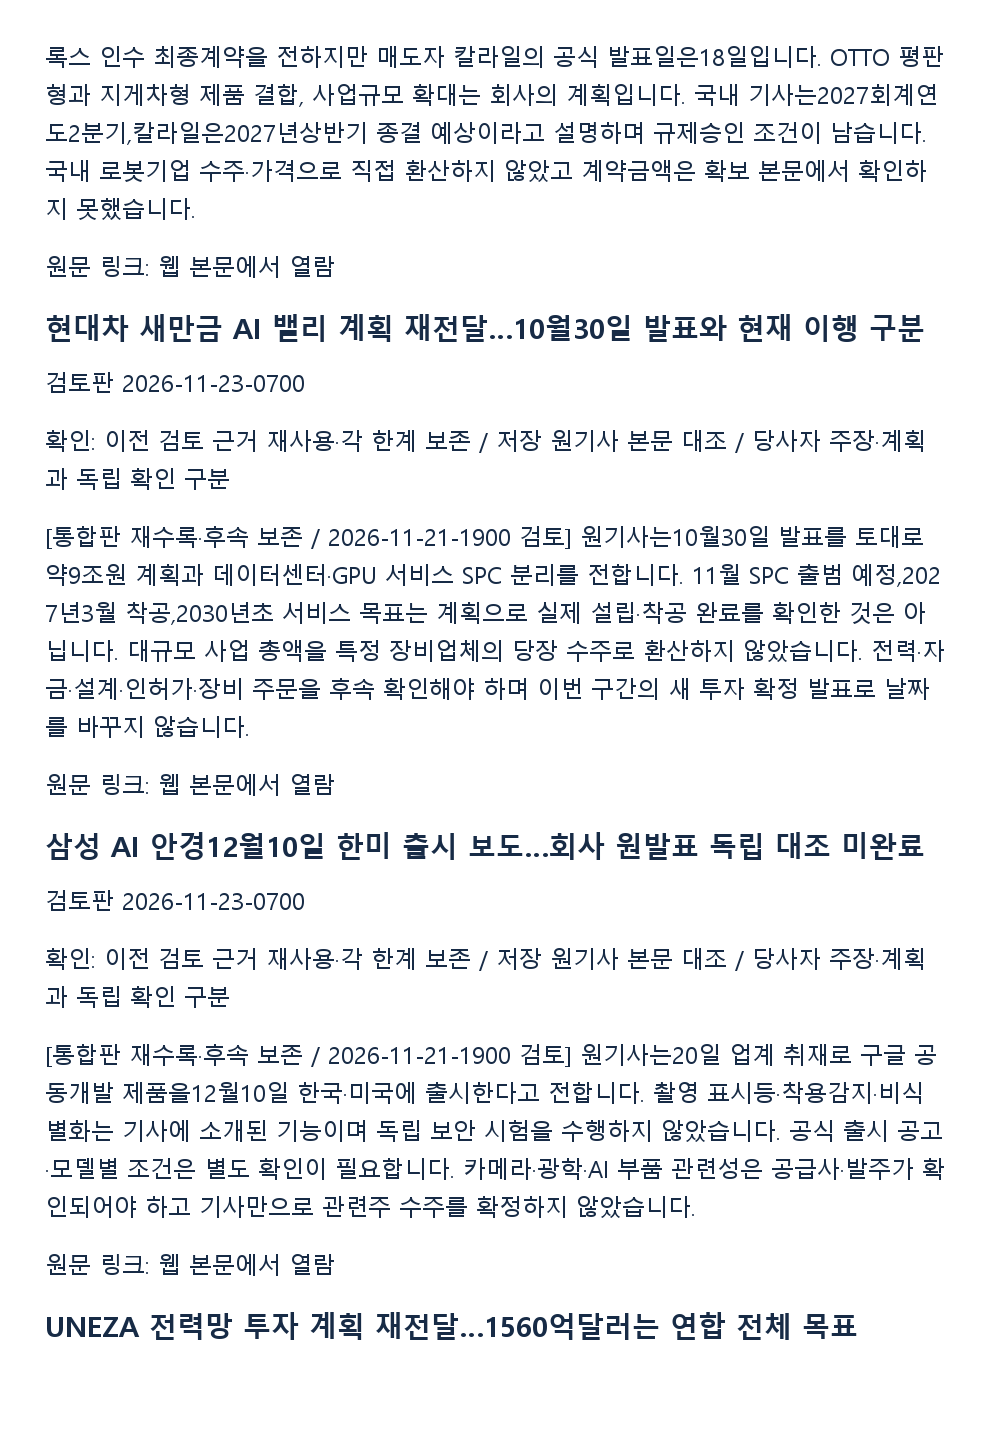 록스 인수 최종계약을 전하지만 매도자 칼라일의 공식 발표일은18일입니다. OTTO 평판
형과 지게차형 제품 결합, 사업규모 확대는 회사의 계획입니다. 국내 기사는2027회계연
도2분기,칼라일은2027년상반기 종결 예상이라고 설명하며 규제승인 조건이 남습니다.
국내 로봇기업 수주·가격으로 직접 환산하지 않았고 계약금액은 확보 본문에서 확인하
지 못했습니다.
원문 링크: 웹 본문에서 열람
현대차 새만금 AI 밸리 계획 재전달…10월30일 발표와 현재 이행 구분
검토판 2026-11-23-0700
확인: 이전 검토 근거 재사용·각 한계 보존 / 저장 원기사 본문 대조 / 당사자 주장·계획
과 독립 확인 구분
[통합판 재수록·후속 보존 / 2026-11-21-1900 검토] 원기사는10월30일 발표를 토대로
약9조원 계획과 데이터센터·GPU 서비스 SPC 분리를 전합니다. 11월 SPC 출범 예정,202
7년3월 착공,2030년초 서비스 목표는 계획으로 실제 설립·착공 완료를 확인한 것은 아
닙니다. 대규모 사업 총액을 특정 장비업체의 당장 수주로 환산하지 않았습니다. 전력·자
금·설계·인허가·장비 주문을 후속 확인해야 하며 이번 구간의 새 투자 확정 발표로 날짜
를 바꾸지 않습니다.
원문 링크: 웹 본문에서 열람
삼성 AI 안경12월10일 한미 출시 보도…회사 원발표 독립 대조 미완료
검토판 2026-11-23-0700
확인: 이전 검토 근거 재사용·각 한계 보존 / 저장 원기사 본문 대조 / 당사자 주장·계획
과 독립 확인 구분
[통합판 재수록·후속 보존 / 2026-11-21-1900 검토] 원기사는20일 업계 취재로 구글 공
동개발 제품을12월10일 한국·미국에 출시한다고 전합니다. 촬영 표시등·착용감지·비식
별화는 기사에 소개된 기능이며 독립 보안 시험을 수행하지 않았습니다. 공식 출시 공고
·모델별 조건은 별도 확인이 필요합니다. 카메라·광학·AI 부품 관련성은 공급사·발주가 확
인되어야 하고 기사만으로 관련주 수주를 확정하지 않았습니다.
원문 링크: 웹 본문에서 열람
UNEZA 전력망 투자 계획 재전달…1560억달러는 연합 전체 목표